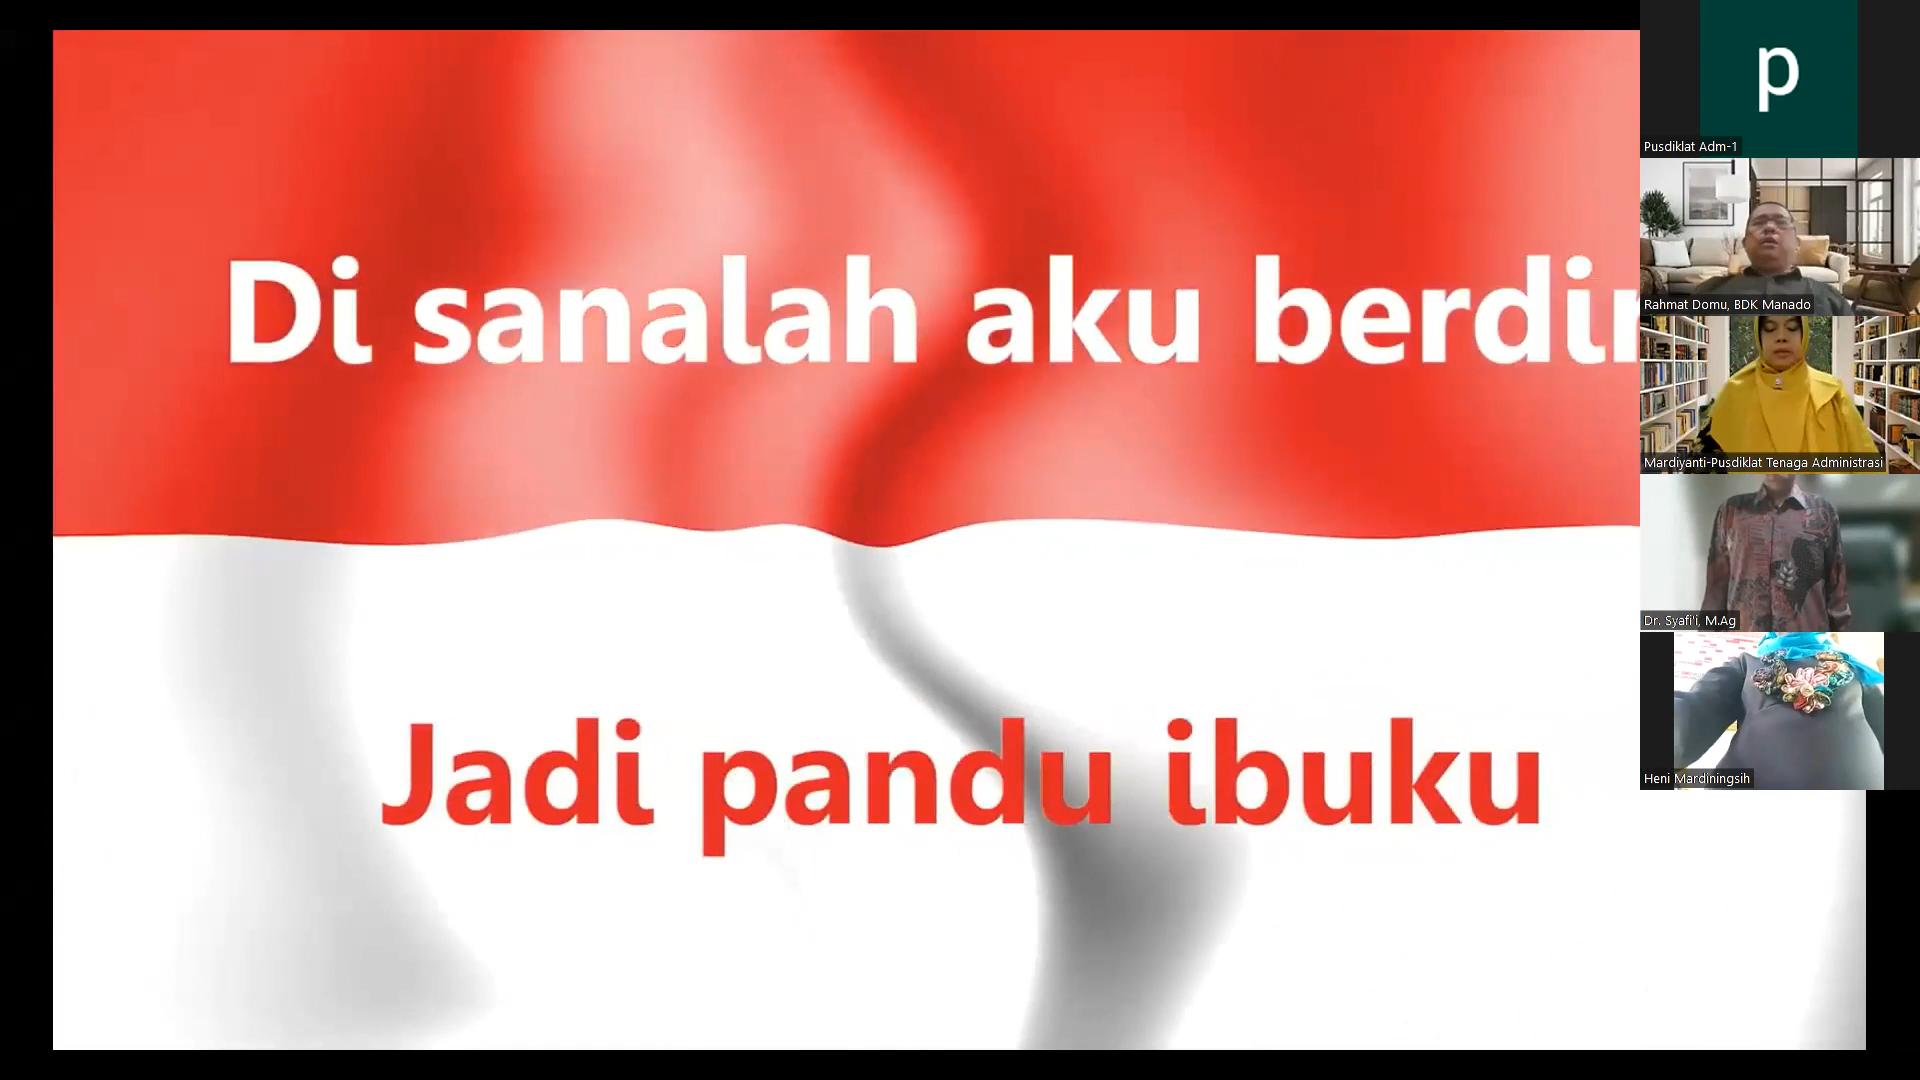 Di sanalah aku berdir
Jadi pandu ibuku
p
Pusdiklat Adm-1
Rahmat Domu, BDK Manado
Mardiyanti-Pusdiklat Tenaga Administrasi
Dr. Syafi'i, M.Ag
Heni Mardiningsih